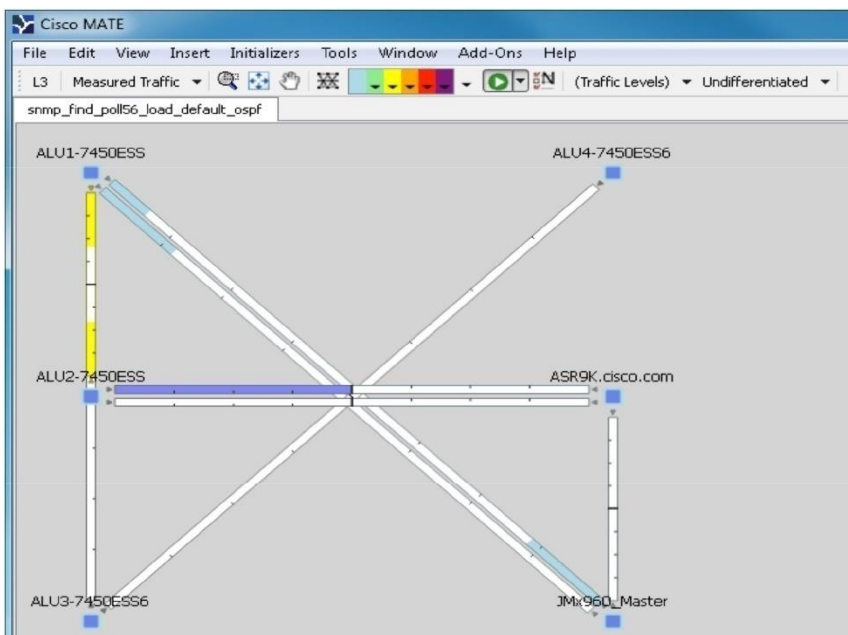 Cisco MATE
File Edit View Insert Initializers Tools Window Add-Ons Help
L3 Measured Traffic (Traffic Levels) Undifferentiated
snmp_find_poll56_load_default_ospf
ALU1-7450ESS ALU4-7450ESS6
ALU2-7450ESS ASR9K.cisco.com
ALU3-7450ESS6 JMx960_Master